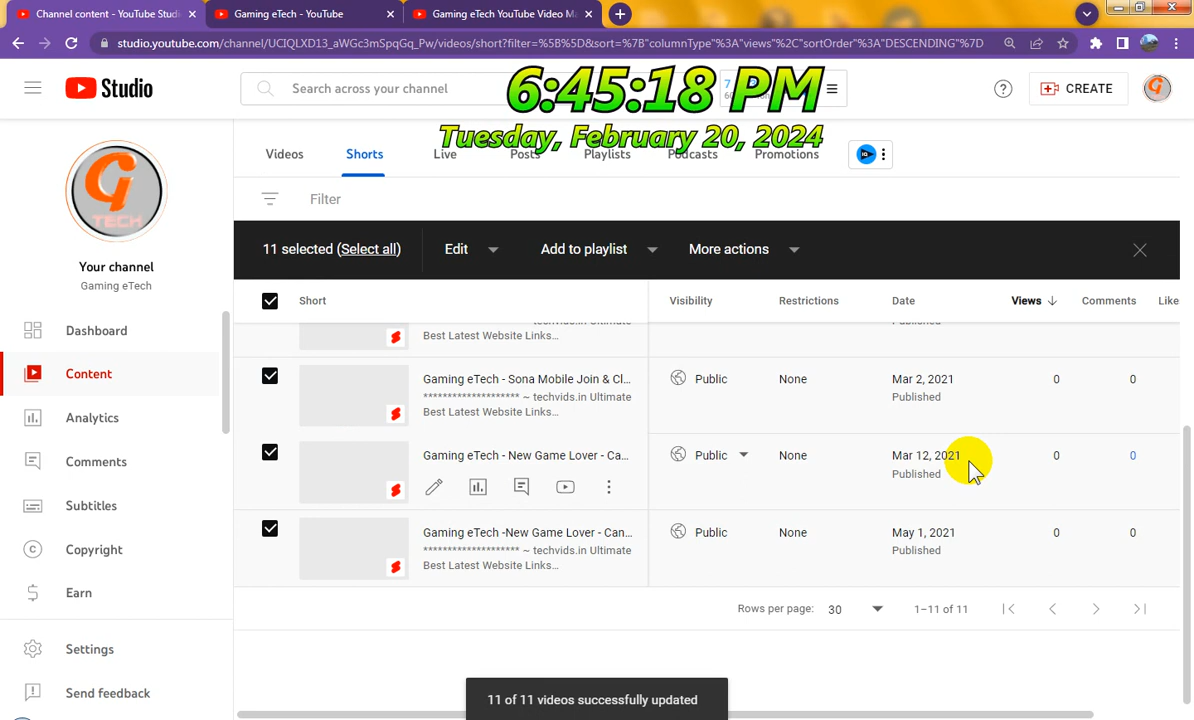 Channel content - YouTube Studi
Gaming eTech - YouTube
Gaming eTech YouTube Video Ma
studio.youtube.com/channel/UCIQLXD13_aWGc3mSpqGq_Pw/videos/short?filter=%5B%5D&sort=%7B"columnType"%3A"views"%2C"sortOrder"%3A"DESCENDING"%7D
Studio
Search across your channel
6:45:18 PM
CREATE
Tuesday, February 20, 2024
Videos
Shorts
Live
Posts
Playlists
Podcasts
Promotions
Filter
11 selected (Select all)
Edit
Add to playlist
More actions
TECH
Your channel
Gaming eTech
Dashboard
Content
Analytics
Comments
Subtitles
Copyright
Earn
Settings
Send feedback
Short
Visibility
Restrictions
Date
Views
Comments
Like
Best Latest Website Links...
Published
Gaming eTech - Sona Mobile Join & Cl...
******************** ~ techvids.in Ultimate
Best Latest Website Links...
Public
None
Mar 2, 2021
Published
0
0
Gaming eTech - New Game Lover - Ca...
Public
None
Mar 12, 2021
Published
0
0
Gaming eTech -New Game Lover - Can...
******************** ~ techvids.in Ultimate
Best Latest Website Links...
Public
None
May 1, 2021
Published
0
0
Rows per page:
30
1–11 of 11
11 of 11 videos successfully updated